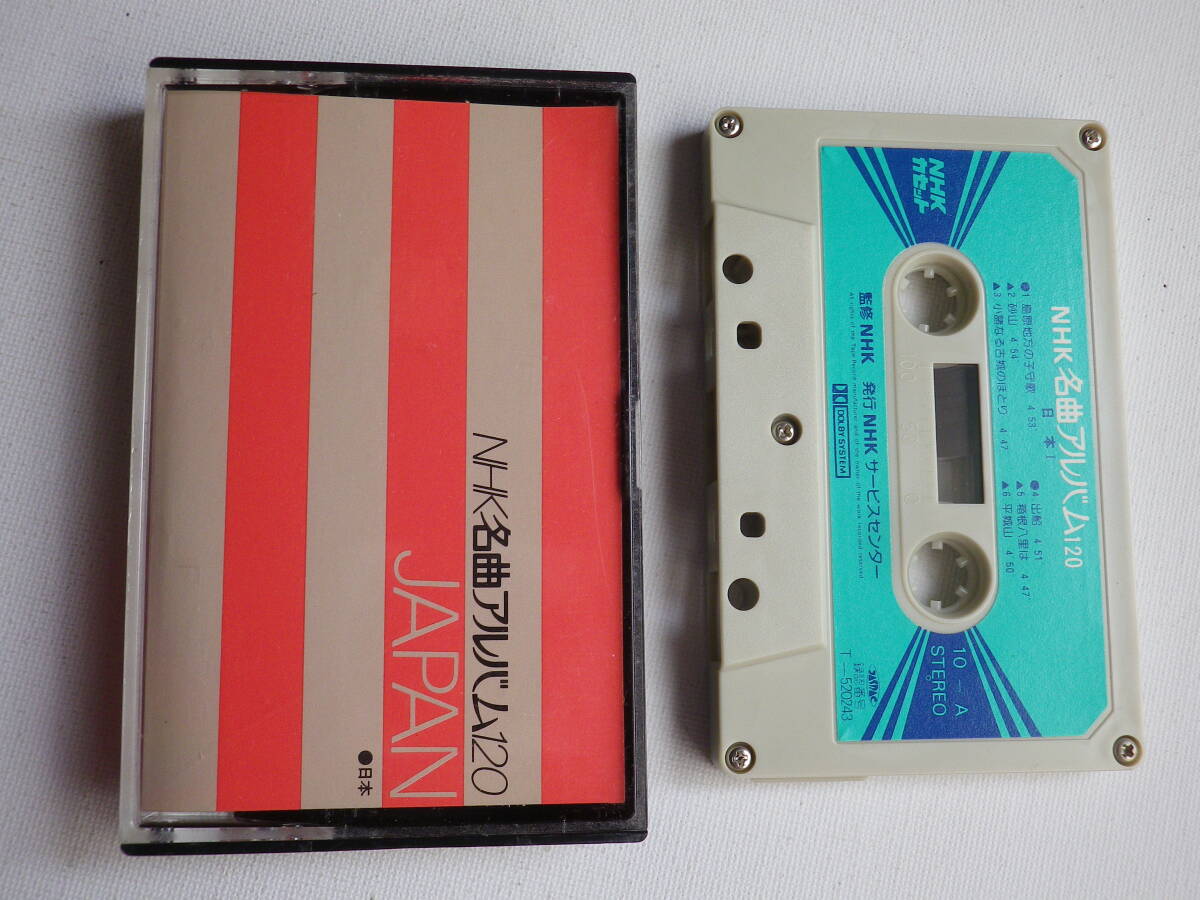 NHK名曲アルバム120
JAPAN
●日本
NHK
カセット
NHK 名曲アルバム120
日 本 I
●1 島原地方の子守歌 4´53˝
▲2 砂山 4´54˝
▲3 小諸なる古城のほとり 4´47˝
●4 出船 4´51˝
▲5 箱根八里は 4´47˝
▲6 平城山 4´50˝
監修 NHK 発行 NHK サービスセンター
DOLBY SYSTEM
10－A
STEREO
JASRAC
T－520243